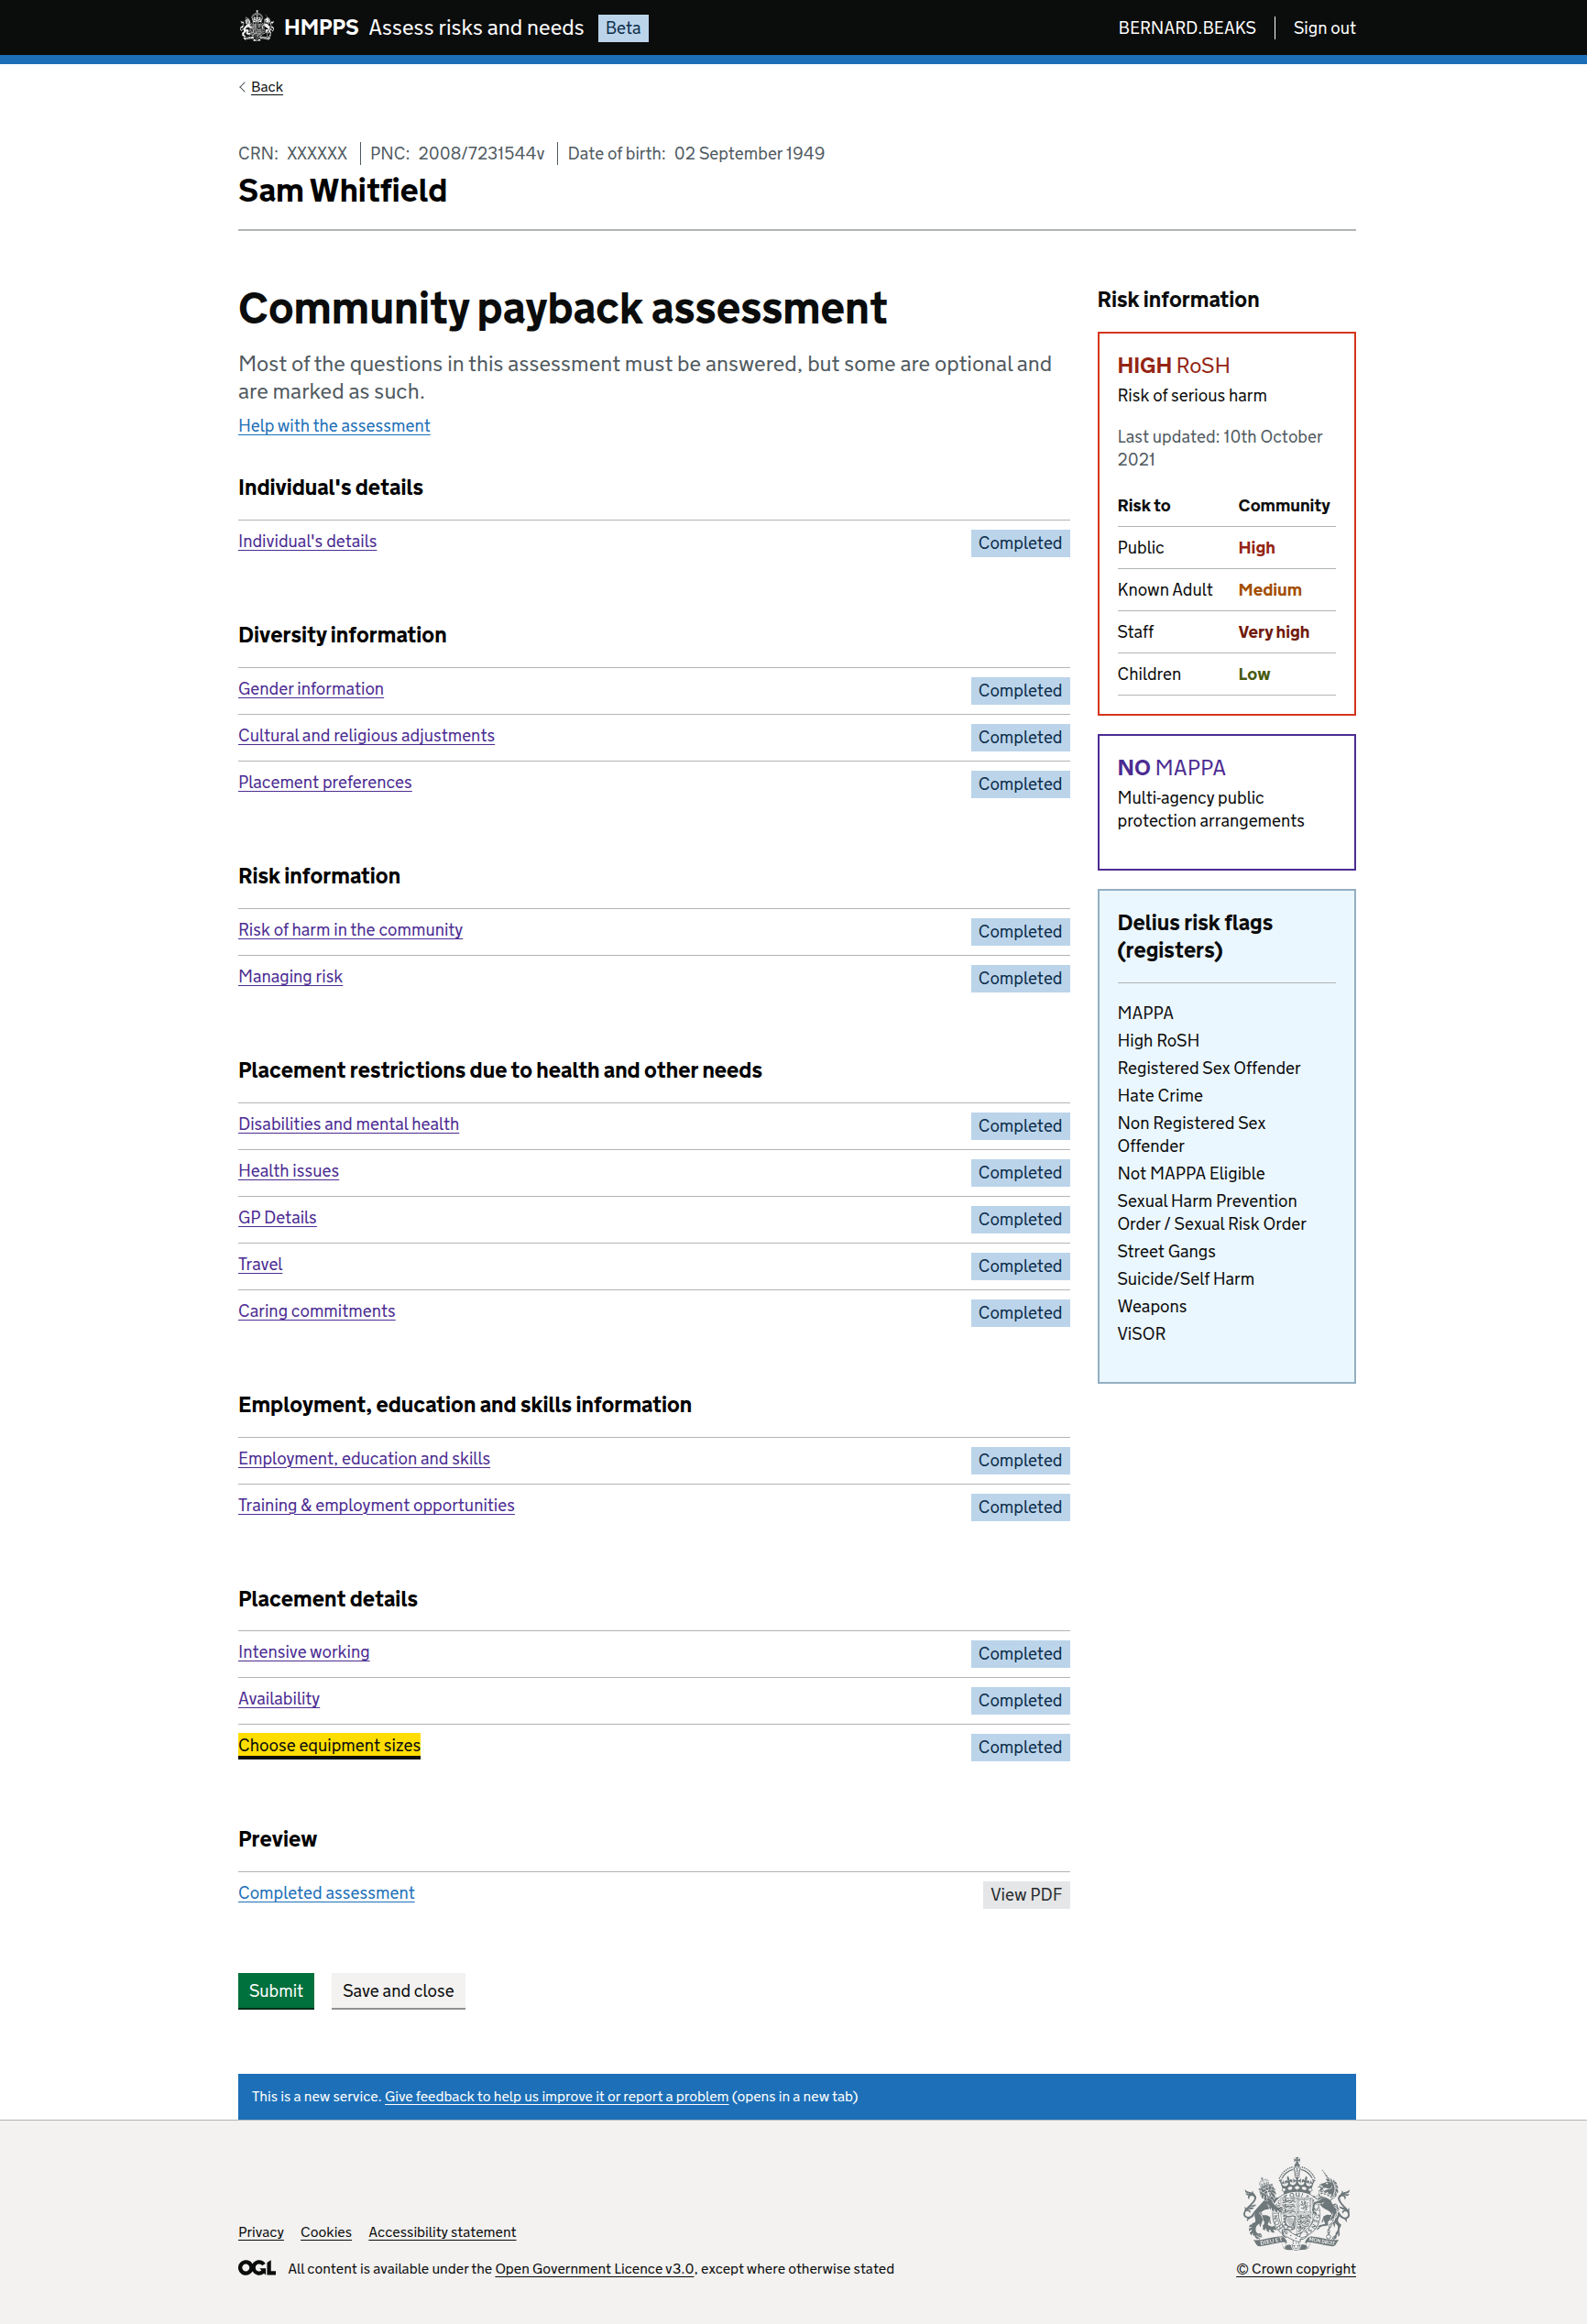 HMPPS Assess risks and needs Beta BERNARD.BEAKS Sign out
Back
CRN: XXXXXX PNC: 2008/7231544v Date of birth: 02 September 1949
Sam Whitfield
Community payback assessment
Most of the questions in this assessment must be answered, but some are optional and
are marked as such.
Help with the assessment
Individual's details
Individual's details Completed
Diversity information
Gender information Completed
Cultural and religious adjustments Completed
Placement preferences Completed
Risk information
Risk of harm in the community Completed
Managing risk Completed
Placement restrictions due to health and other needs
Disabilities and mental health Completed
Health issues Completed
GP Details Completed
Travel Completed
Caring commitments Completed
Employment, education and skills information
Employment, education and skills Completed
Training & employment opportunities Completed
Placement details
Intensive working Completed
Availability Completed
Choose equipment sizes Completed
Preview
Completed assessment View PDF
Submit Save and close
Risk information
HIGH RoSH
Risk of serious harm
Last updated: 10th October
2021
Risk to Community
Public High
Known Adult Medium
Staff Very high
Children Low
NO MAPPA
Multi-agency public
protection arrangements
Delius risk flags
(registers)
MAPPA
High RoSH
Registered Sex Offender
Hate Crime
Non Registered Sex
Offender
Not MAPPA Eligible
Sexual Harm Prevention
Order / Sexual Risk Order
Street Gangs
Suicide/Self Harm
Weapons
ViSOR
This is a new service. Give feedback to help us improve it or report a problem (opens in a new tab)
Privacy Cookies Accessibility statement
OGL All content is available under the Open Government Licence v3.0, except where otherwise stated
© Crown copyright